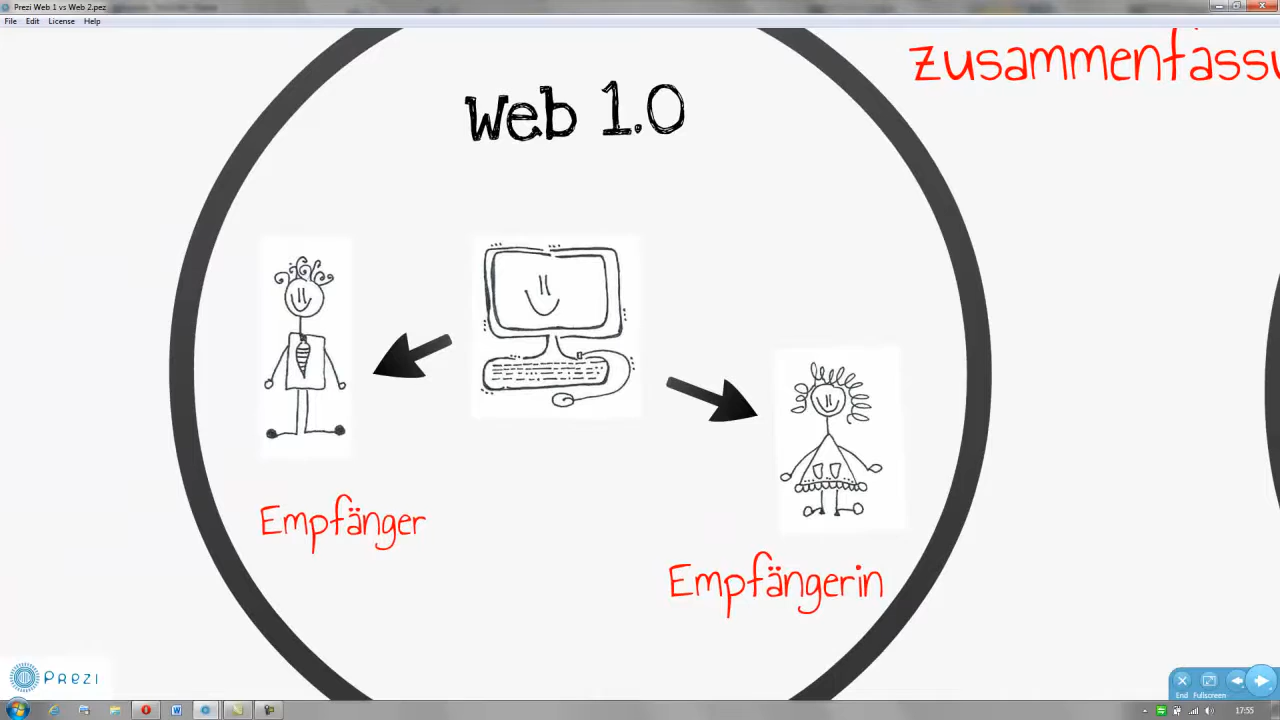 Prezi Web 1 vs Web 2.pez
File Edit License Help
Web 1.0
Empfänger
Empfängerin
PREZI
End Fullscreen
17:55